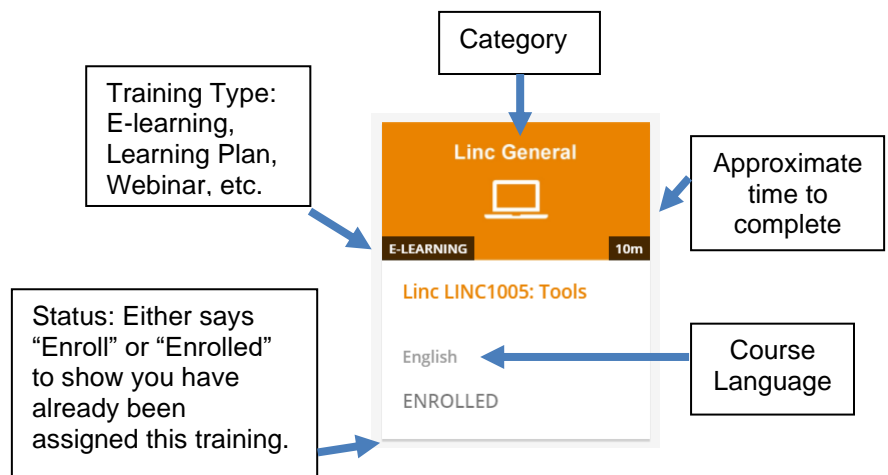 Category
Training Type:
E-learning,
Learning Plan,
Webinar, etc.
Linc General
Approximate
time to
complete
E-LEARNING
10m
Linc LINC1005: Tools
Status: Either says
“Enroll” or “Enrolled”
to show you have
already been
assigned this training.
English
Course
Language
ENROLLED